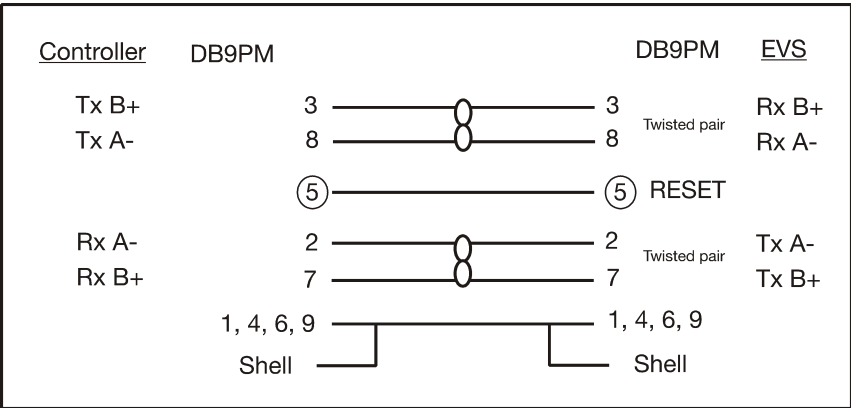 Controller DB9PM DB9PM EVS
Tx B+ 3 3 Rx B+
Twisted pair
Tx A- 8 8 Rx A-
5 5 RESET
Rx A- 2 2 Tx A-
Twisted pair
Rx B+ 7 7 Tx B+
1, 4, 6, 9 1, 4, 6, 9
Shell Shell